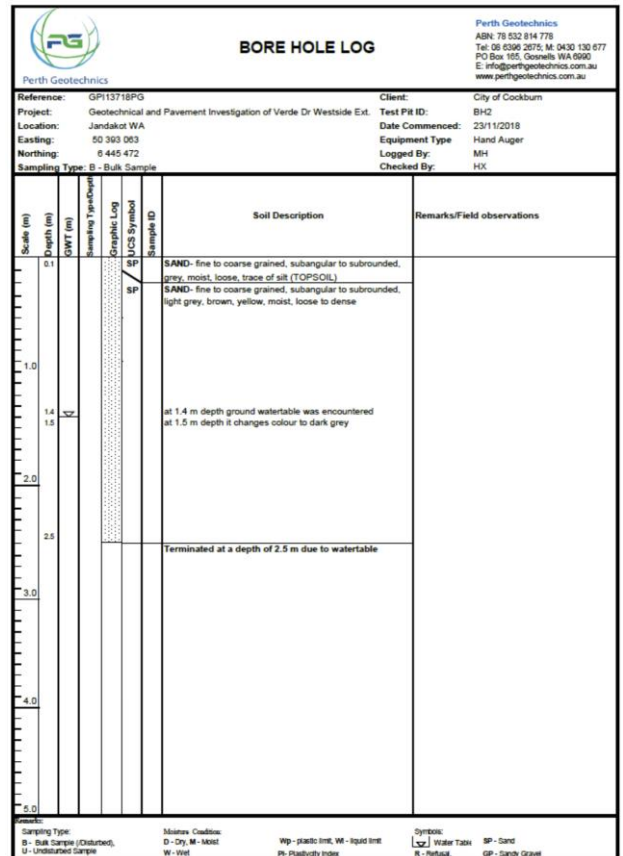 Perth Geotechnics
ABN: 78 532 814 778
Tel: 08 6396 2675; M: 0430 130 677
PO Box 165, Gosnells WA 6990
E: info@perthgeotechnics.com.au
www.perthgeotechnics.com.au
PG
Perth Geotechnics
BORE HOLE LOG
Reference: GPI13718PG Client: City of Cockburn
Project: Geotechnical and Pavement Investigation of Verde Dr Westside Ext. Test Pit ID: BH2
Location: Jandakot WA Date Commenced: 23/11/2018
Easting: 50 393 063 Equipment Type Hand Auger
Northing: 6 445 472 Logged By: MH
Sampling Type: B - Bulk Sample Checked By: HX
Scale (m) Depth (m) GWT (m) Sampling Type/Depth Graphic Log UCS Symbol Sample ID Soil Description Remarks/Field observations
0.1 SP SAND- fine to coarse grained, subangular to subrounded,
grey, moist, loose, trace of silt (TOPSOIL)
SP SAND- fine to coarse grained, subangular to subrounded,
light grey, brown, yellow, moist, loose to dense
1.0
1.4 at 1.4 m depth ground watertable was encountered
1.5 at 1.5 m depth it changes colour to dark grey
2.0
2.5
Terminated at a depth of 2.5 m due to watertable
3.0
4.0
5.0
Remarks:
Sampling Type: Moisture Condition: Symbols:
B - Bulk Sample (/Disturbed), D - Dry, M - Moist Wp - plastic limit, Wl - liquid limit Water Table SP - Sand
U - Undisturbed Sample W - Wet PI- Plasticity Index R - Refusal GP - Sandy Gravel